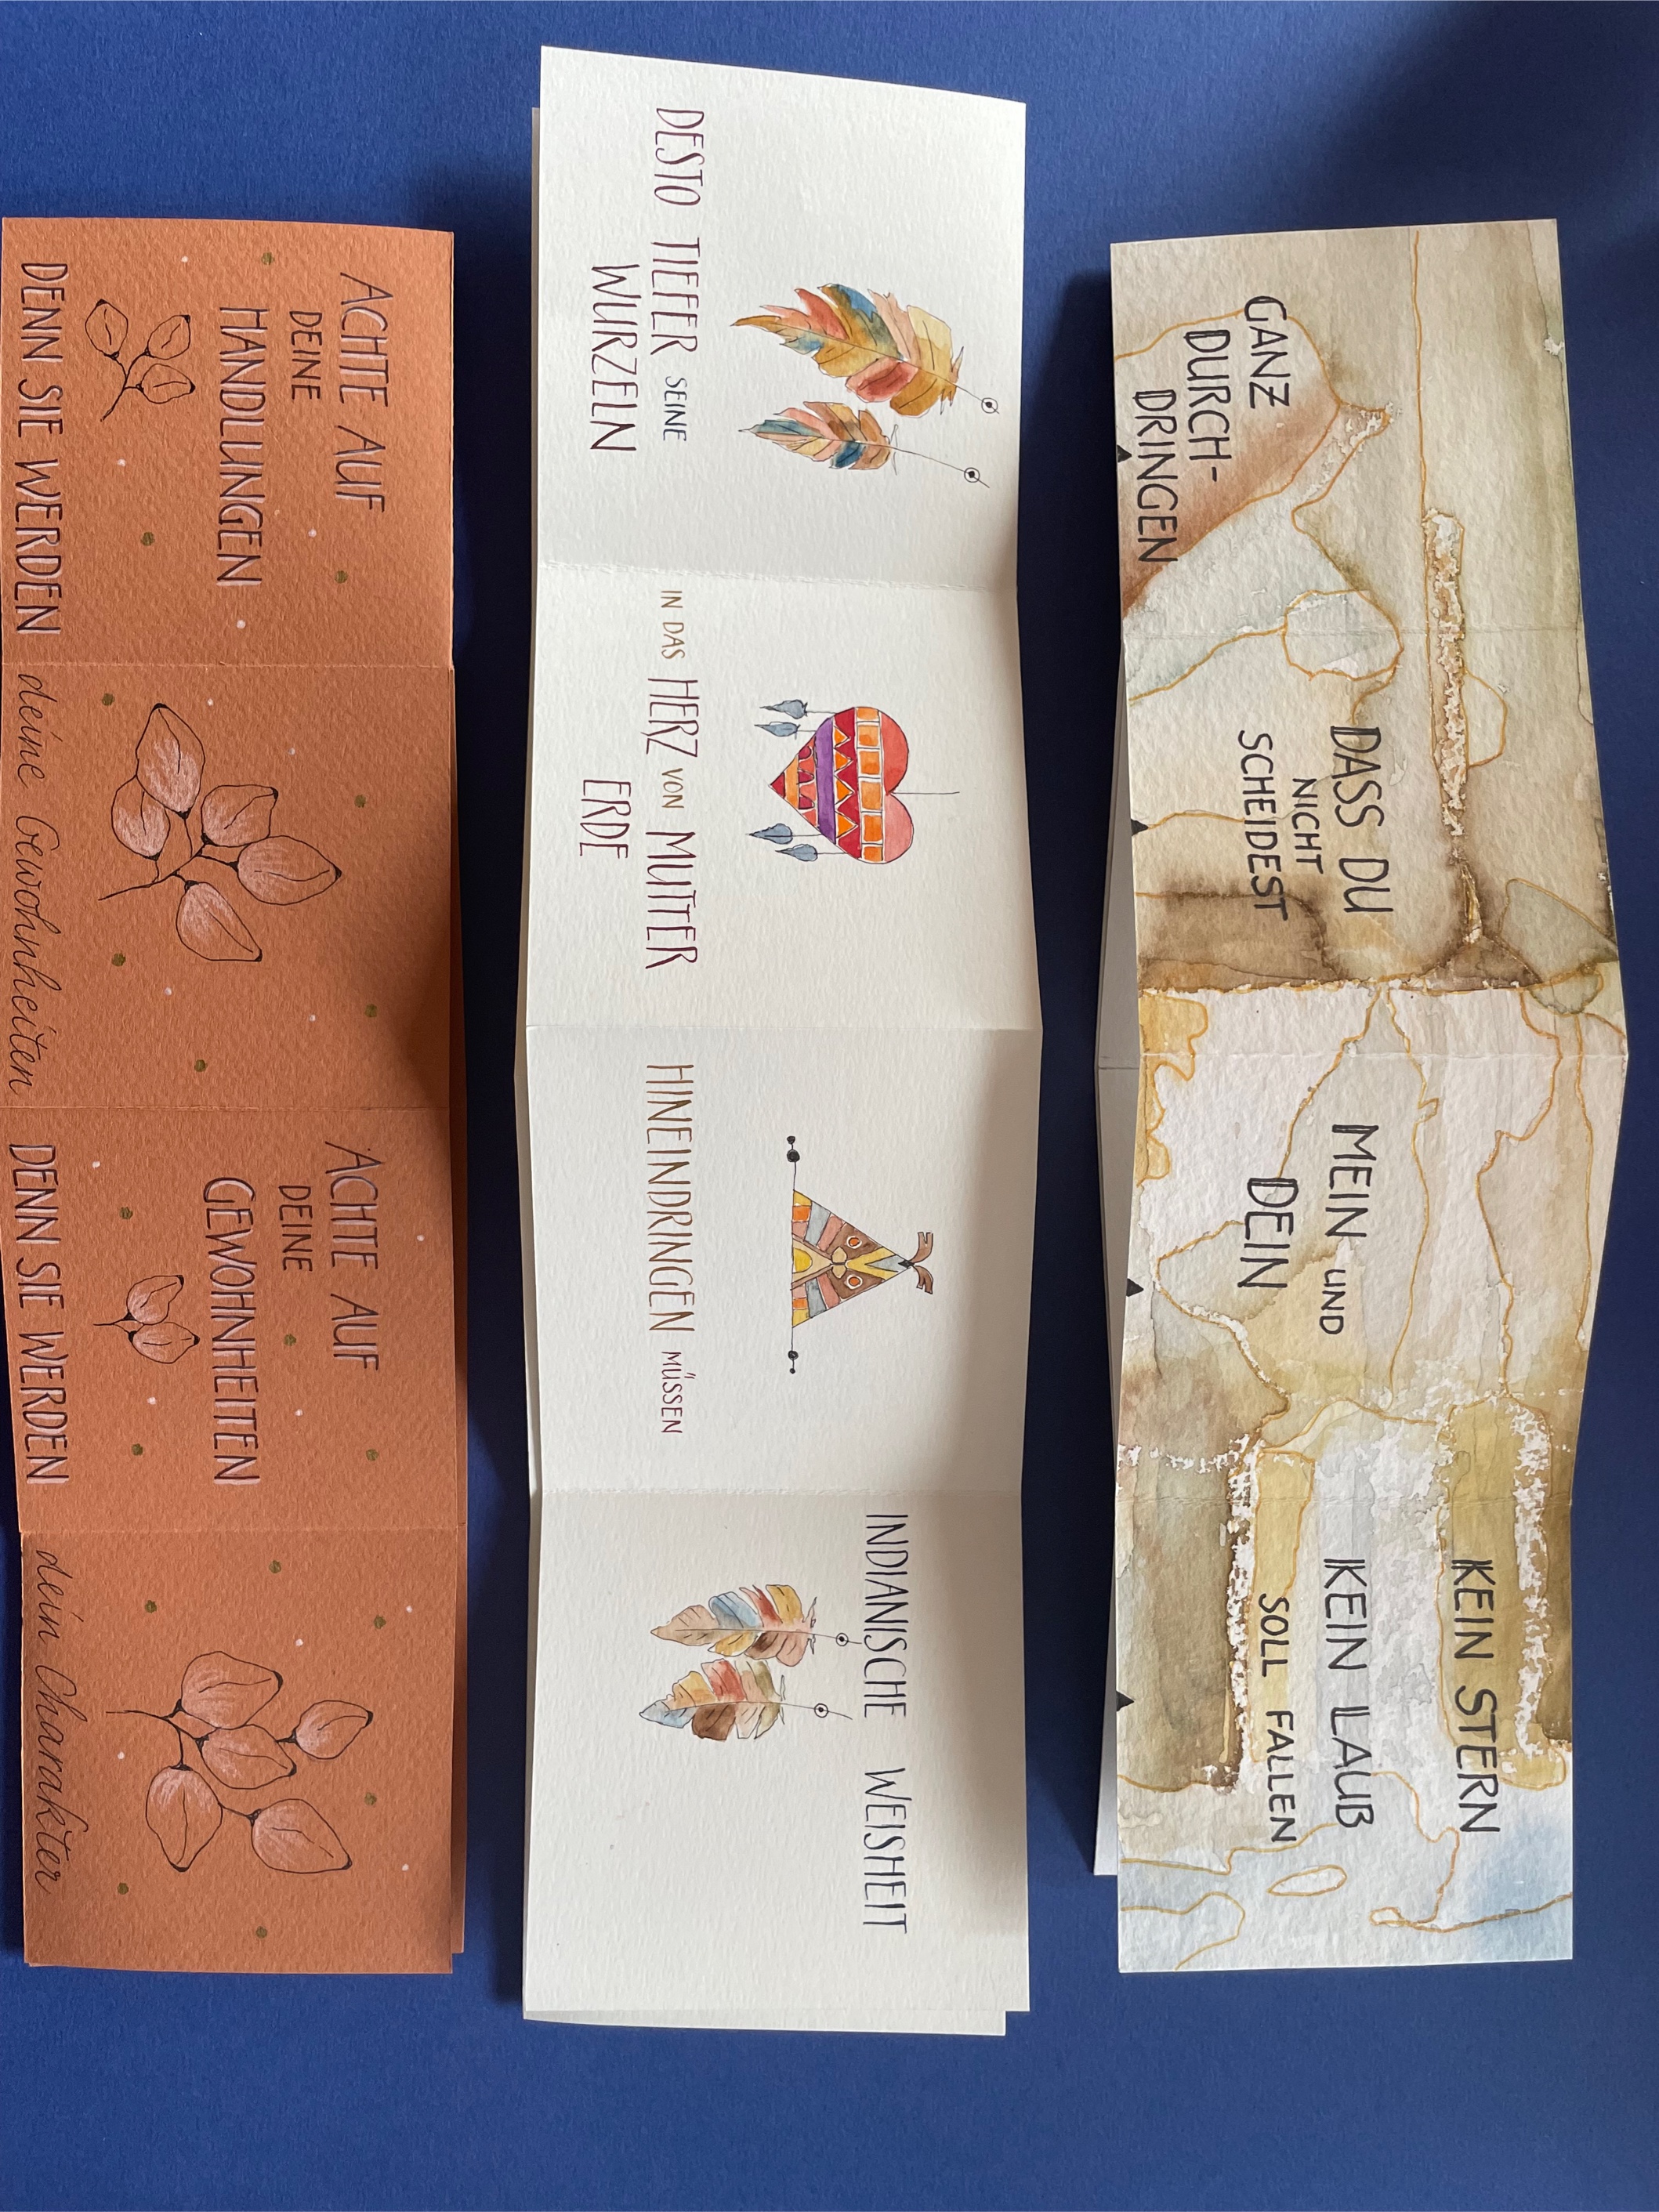 GANZ
DURCH-
DRINGEN
DASS DU
NICHT
SCHEIDEST
MEIN UND
DEIN
KEIN STERN
KEIN LAUB
SOLL FALLEN
DESTO TIEFER SEINE
WURZELN
IN DAS HERZ VON MUTTER
ERDE
HINEINDRINGEN MÜSSEN
INDIANISCHE WEISHEIT
ACHTE AUF
DEINE
HANDLUNGEN
DENN SIE WERDEN
deine Gewohnheiten
ACHTE AUF
DEINE
GEWOHNHEITEN
DENN SIE WERDEN
dein Charakter